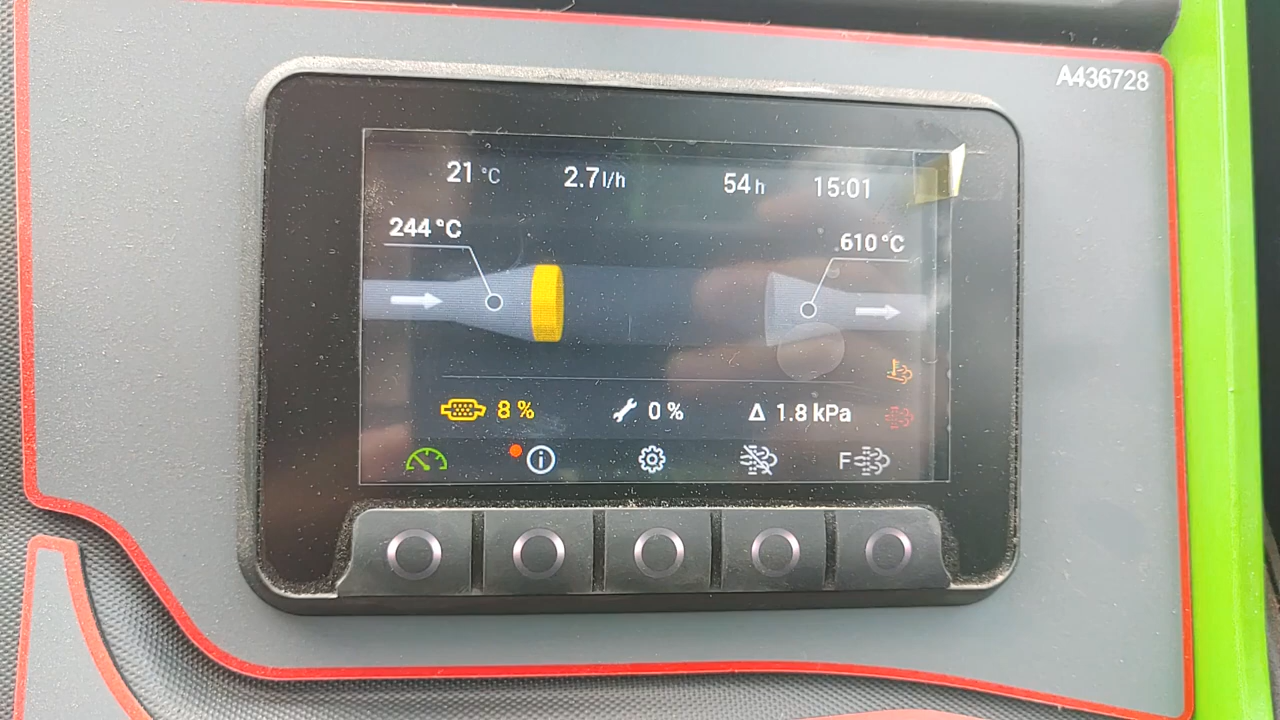 A436728
21 °C 2.7 l/h 54 h 15:01
244 °C
610 °C
8 % 0 % Δ 1.8 kPa
i F